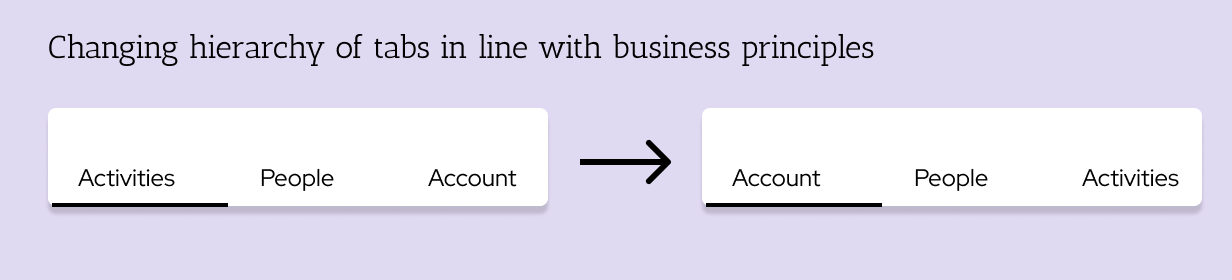 Changing hierarchy of tabs in line with business principles
Activities People Account
Account People Activities